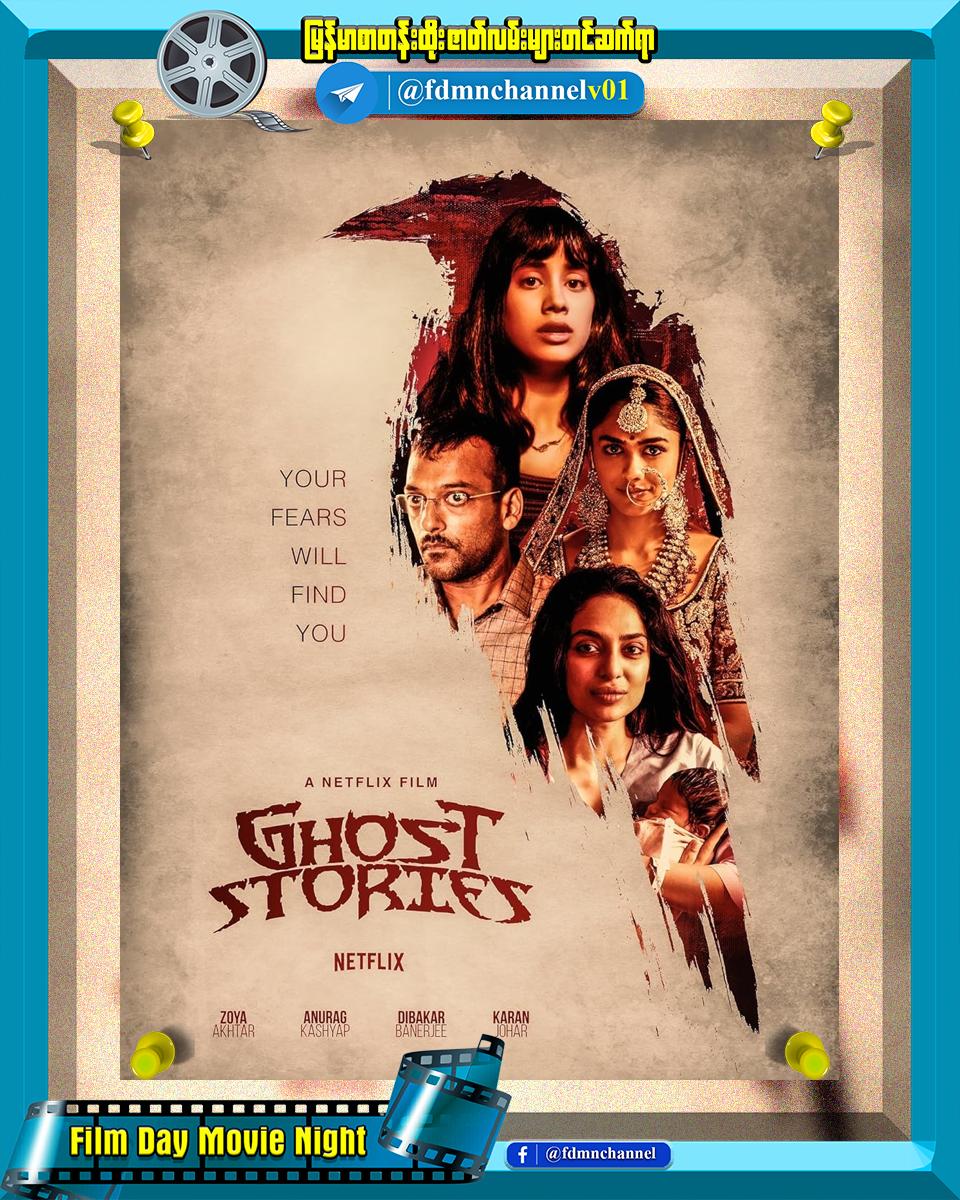 မြန်မာစာတန်းထိုးဇာတ်လမ်းများတင်ဆက်ရာ
@fdmnchannelv01
YOUR
FEARS
WILL
FIND
YOU
A NETFLIX FILM
GHOST
STORIES
NETFLIX
ZOYA AKHTAR
ANURAG KASHYAP
DIBAKAR BANERJEE
KARAN JOHAR
Film Day Movie Night
@fdmnchannel